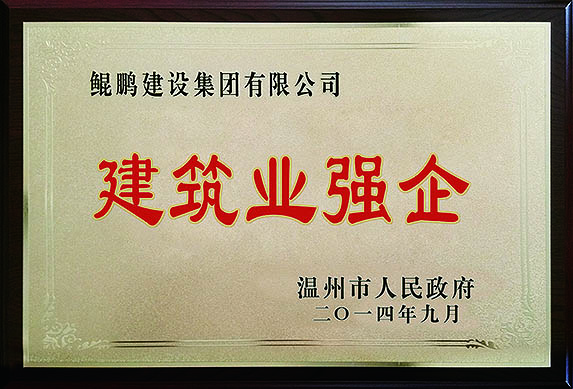 鲲鹏建设集团有限公司
建筑业强企
温州市人民政府
二〇一四年九月